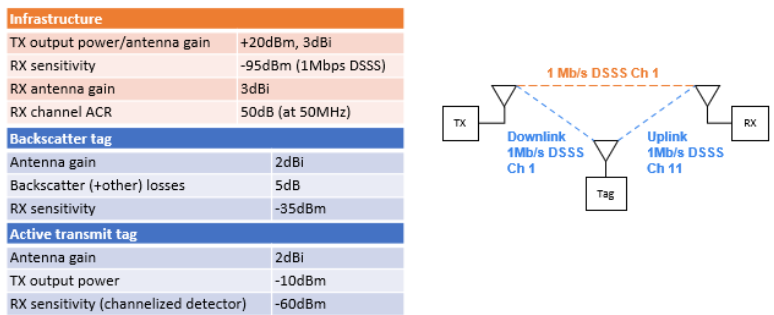 Infrastructure
TX output power/antenna gain +20dBm, 3dBi
RX sensitivity -95dBm (1Mbps DSSS)
RX antenna gain 3dBi
RX channel ACR 50dB (at 50MHz)
Backscatter tag
Antenna gain 2dBi
Backscatter (+other) losses 5dB
RX sensitivity -35dBm
Active transmit tag
Antenna gain 2dBi
TX output power -10dBm
RX sensitivity (channelized detector) -60dBm
1 Mb/s DSSS Ch 1
TX
RX
Downlink
1Mb/s DSSS
Ch 1
Uplink
1Mb/s DSSS
Ch 11
Tag